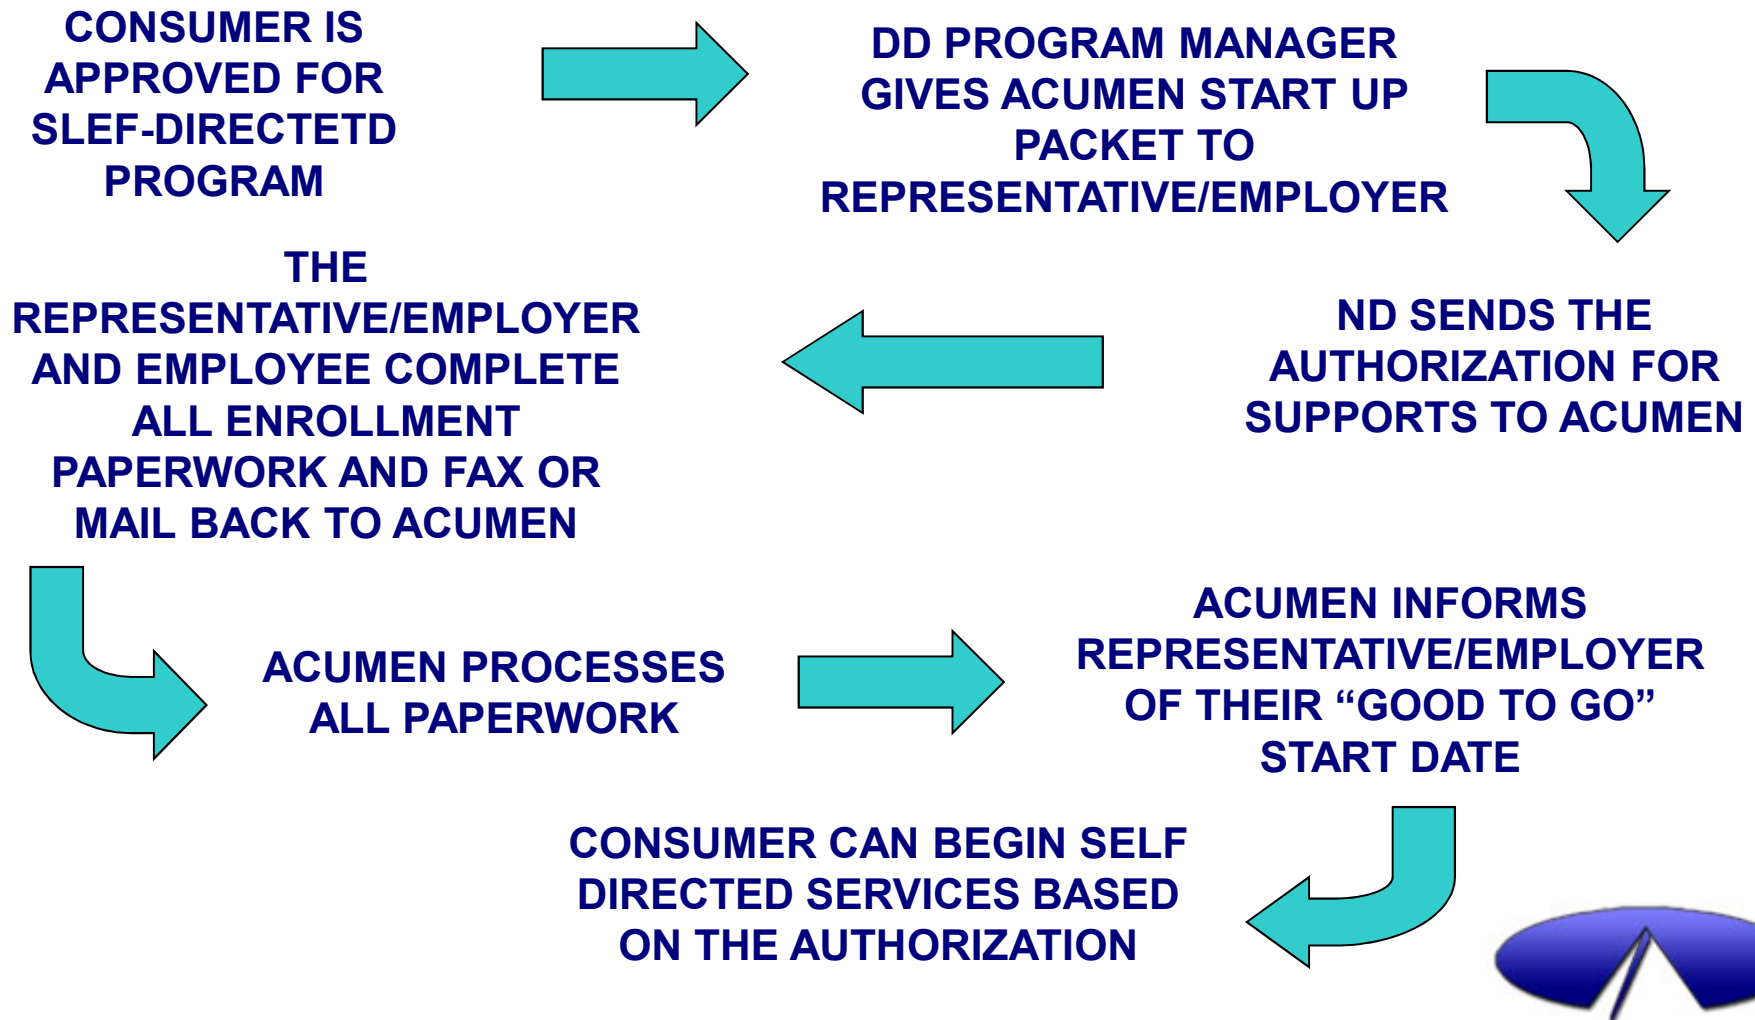 CONSUMER IS
APPROVED FOR
SLEF-DIRECTETD
PROGRAM
DD PROGRAM MANAGER
GIVES ACUMEN START UP
PACKET TO
REPRESENTATIVE/EMPLOYER
ND SENDS THE
AUTHORIZATION FOR
SUPPORTS TO ACUMEN
THE
REPRESENTATIVE/EMPLOYER
AND EMPLOYEE COMPLETE
ALL ENROLLMENT
PAPERWORK AND FAX OR
MAIL BACK TO ACUMEN
ACUMEN PROCESSES
ALL PAPERWORK
ACUMEN INFORMS
REPRESENTATIVE/EMPLOYER
OF THEIR “GOOD TO GO”
START DATE
CONSUMER CAN BEGIN SELF
DIRECTED SERVICES BASED
ON THE AUTHORIZATION